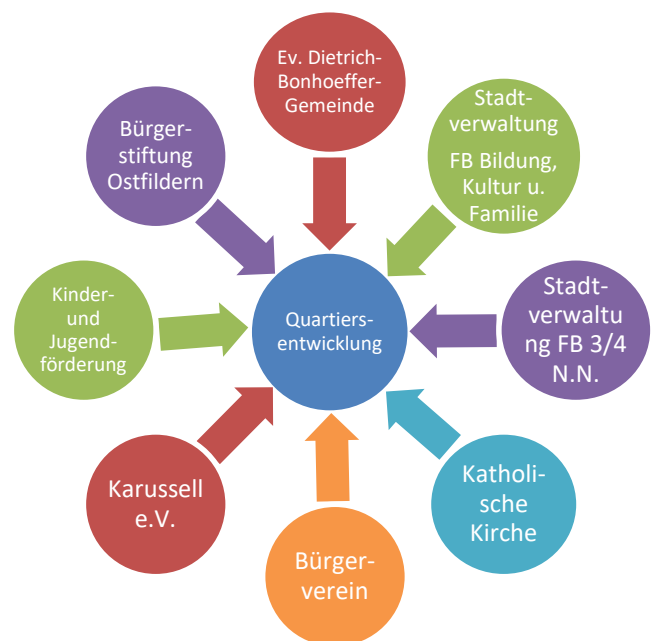 Ev. Dietrich-
Bonhoeffer-
Gemeinde
Stadt-
verwaltung
FB Bildung,
Kultur u.
Familie
Stadt-
verwaltu
ng FB 3/4
N.N.
Katholi-
sche
Kirche
Bürger-
verein
Karussell
e.V.
Kinder-
und
Jugend-
förderung
Bürger-
stiftung
Ostfildern
Quartiers-
entwicklung